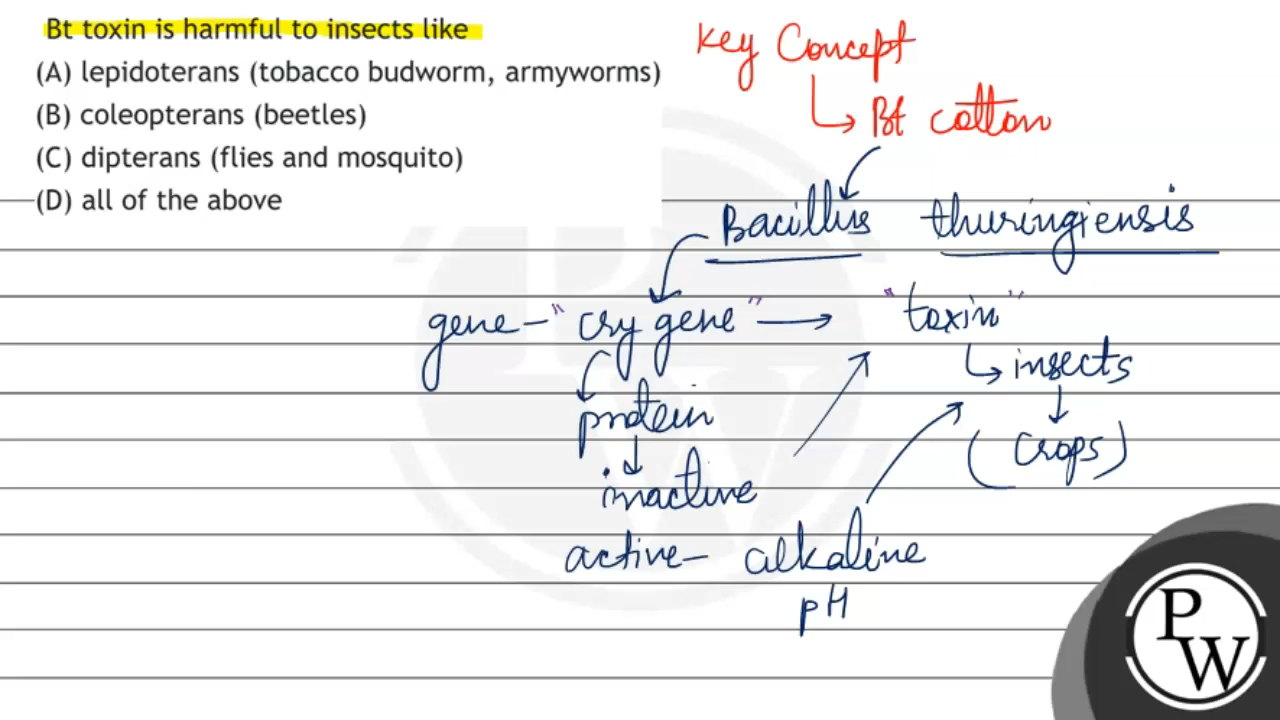 Bt toxin is harmful to insects like
(A) lepidoterans (tobacco budworm, armyworms)
(B) coleopterans (beetles)
(C) dipterans (flies and mosquito)
(D) all of the above
Key Concept
↳ Bt cotton
Bacillus thuringiensis
gene - "cry gene" → "toxin"
↳ insects
↓
protein
(crops)
↓
inactive
active - alkaline
pH
PW
P
W